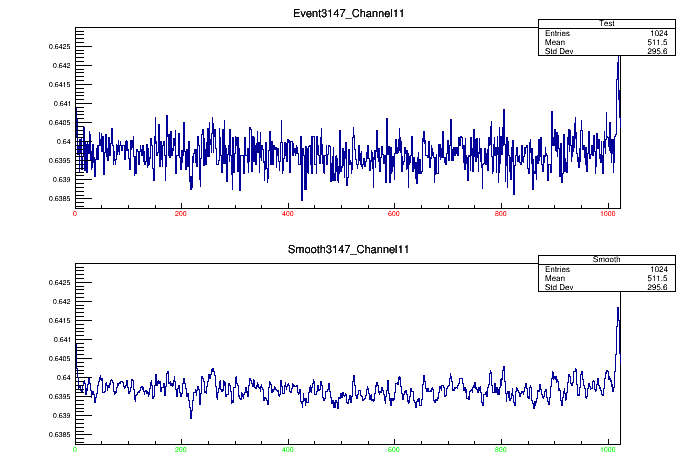 Event3147_Channel11
Test
Entries 1024
Mean 511.5
Std Dev 295.6
0.6425
0.642
0.6415
0.641
0.6405
0.64
0.6395
0.639
0.6385
0 200 400 600 800 1000
Smooth3147_Channel11
Smooth
Entries 1024
Mean 511.5
Std Dev 295.6
0.6425
0.642
0.6415
0.641
0.6405
0.64
0.6395
0.639
0.6385
0 200 400 600 800 1000